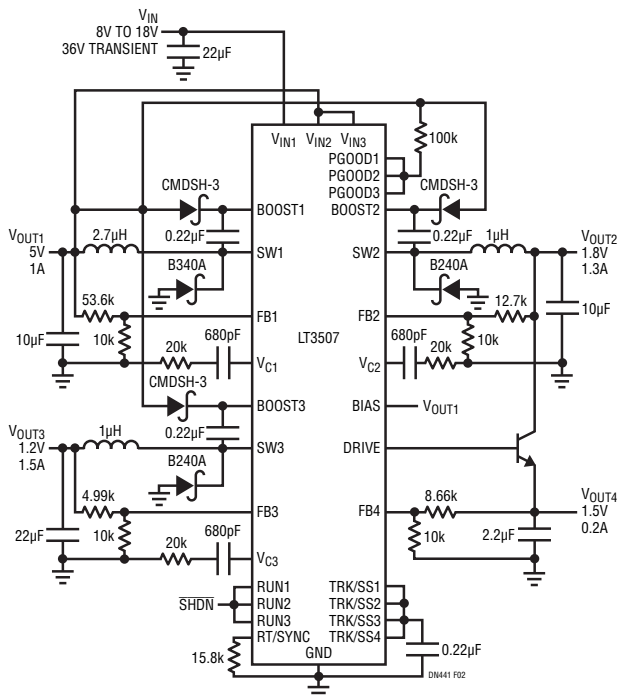 VIN
8V TO 18V
36V TRANSIENT
22µF
VIN1
VIN2
VIN3
100k
PGOOD1
PGOOD2
PGOOD3
CMDSH-3
CMDSH-3
BOOST1
BOOST2
0.22µF
0.22µF
VOUT1
5V
1A
2.7µH
SW1
SW2
1µH
VOUT2
1.8V
1.3A
B340A
B240A
53.6k
FB1
FB2
12.7k
10µF
10k
LT3507
10k
10µF
20k
680pF
VC1
VC2
680pF
20k
CMDSH-3
BOOST3
BIAS
VOUT1
0.22µF
VOUT3
1.2V
1.5A
1µH
SW3
DRIVE
B240A
4.99k
FB3
FB4
8.66k
VOUT4
1.5V
0.2A
22µF
10k
10k
2.2µF
20k
680pF
VC3
SHDN
RUN1
RUN2
RUN3
RT/SYNC
TRK/SS1
TRK/SS2
TRK/SS3
TRK/SS4
15.8k
GND
0.22µF
DN441 F02